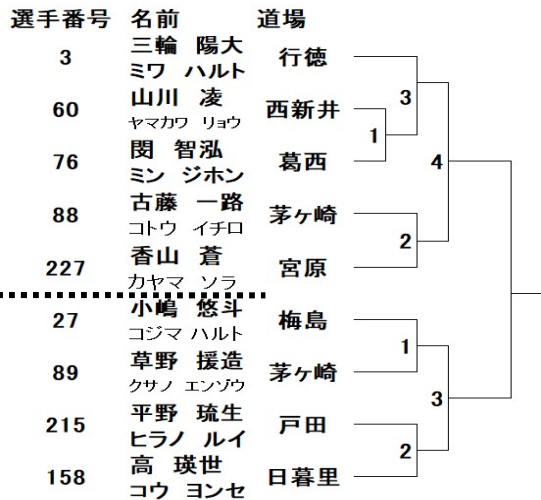 選手番号 名前 道場
三輪 陽大
3 ミワ ハルト 行徳
山川 凌
60 ヤマカワ リョウ 西新井
閔 智泓
76 ミン ジホン 葛西
古藤 一路
88 コトウ イチロ 茅ヶ崎
香山 蒼
227 カヤマ ソラ 宮原
小嶋 悠斗
27 コジマ ハルト 梅島
草野 援造
89 クサノ エンゾウ 茅ヶ崎
平野 琉生
215 ヒラノ ルイ 戸田
高 瑛世
158 コウ ヨンセ 日暮里
3
1
4
2
1
3
2